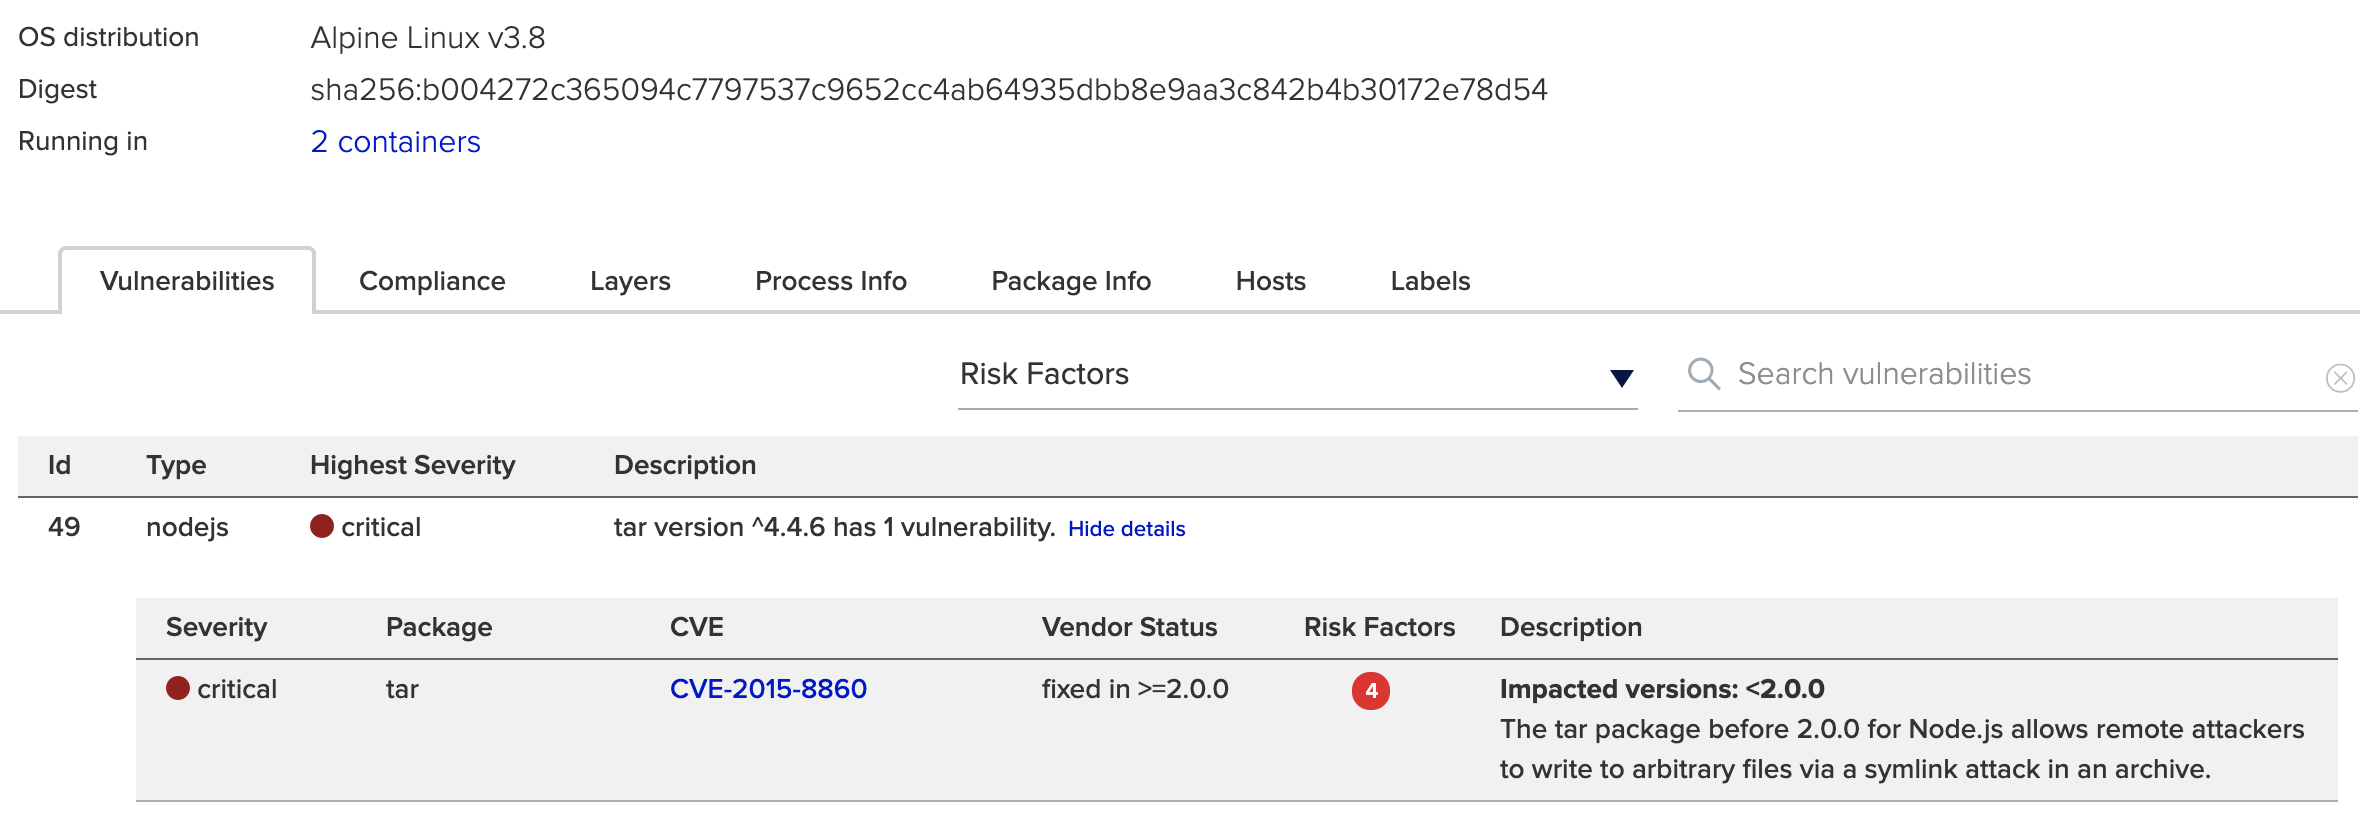 OS distribution Alpine Linux v3.8
Digest sha256:b004272c365094c7797537c9652cc4ab64935dbb8e9aa3c842b4b30172e78d54
Running in 2 containers
Vulnerabilities Compliance Layers Process Info Package Info Hosts Labels
Risk Factors Search vulnerabilities
Id Type Highest Severity Description
49 nodejs critical tar version ^4.4.6 has 1 vulnerability. Hide details
Severity Package CVE Vendor Status Risk Factors Description
critical tar CVE-2015-8860 fixed in >=2.0.0 4 Impacted versions: <2.0.0
The tar package before 2.0.0 for Node.js allows remote attackers
to write to arbitrary files via a symlink attack in an archive.